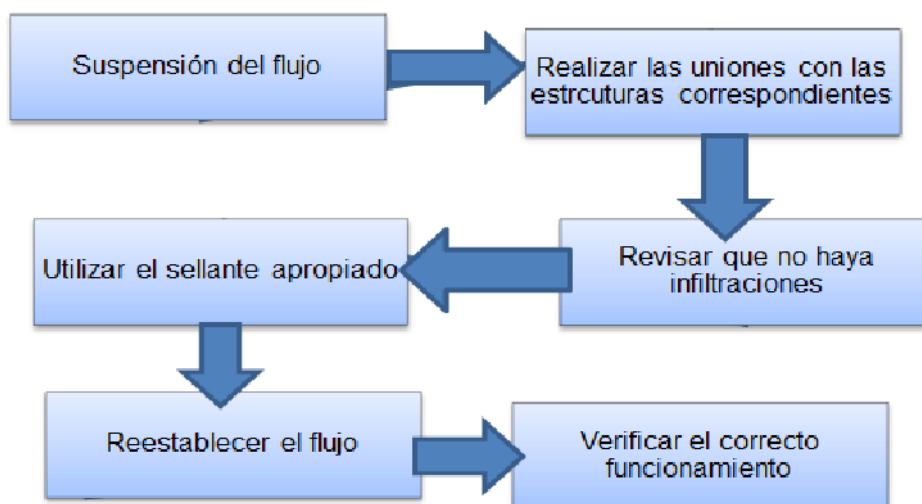 Suspensión del flujo
Realizar las uniones con las
estrcuturas correspondientes
Revisar que no haya
infiltraciones
Utilizar el sellante apropiado
Reestablecer el flujo
Verificar el correcto
funcionamiento